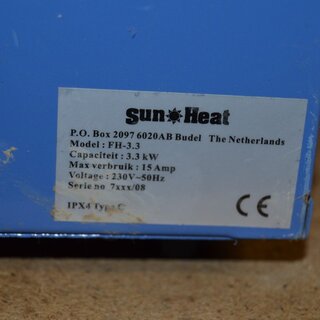 Sun Heat
P.O. Box 2097 6020AB Budel The Netherlands
Model : FH-3.3
Capaciteit : 3.3 kW
Max verbruik : 15 Amp
Voltage : 230V~50Hz
Serie no 7xxx/08
IPX4 Type C
CE